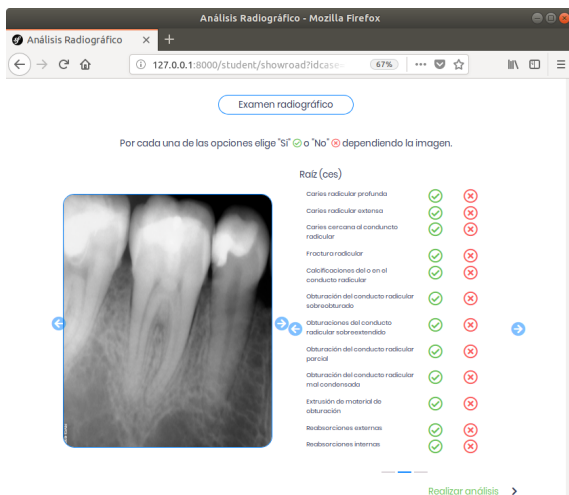 Análisis Radiográfico - Mozilla Firefox
Análisis Radiográfico
127.0.0.1:8000/student/showroad?idcase=
67%
Examen radiográfico
Por cada una de las opciones elige "Si" o "No" dependiendo la imagen.
Raíz (ces)
Caries radicular profunda
Caries radicular extensa
Caries cercana al conduncto
radicular
Fractura radicular
Calcificaciones del o en el
conducto radicular
Obturación del conducto radicular
sobreobturado
Obturaciones del conducto
radicular sobreextendido
Obturación del conducto radicular
parcial
Obturación del conducto radicular
mal condensada
Extrusión de material de
obturación
Reabsorciones externas
Reabsorciones internas
Realizar análisis